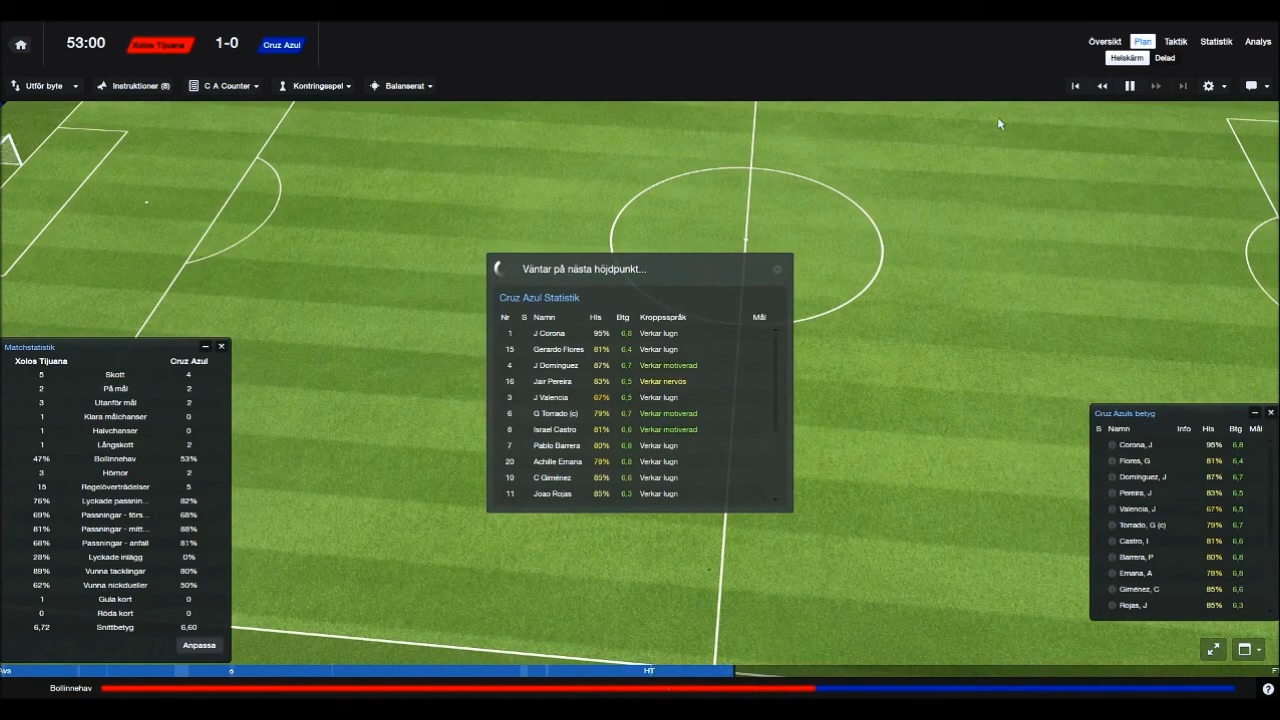 53:00 Xolos Tijuana 1-0 Cruz Azul
Översikt Plan Taktik Statistik Analys
Helskärm Delad
Utför byte Instruktioner (8) C A Counter Kontringsspel Balanserat
Väntar på nästa höjdpunkt...
Cruz Azul Statistik
Nr S Namn His Btg Kroppsspråk Mål
1 J Corona 95% 6,8 Verkar lugn
15 Gerardo Flores 81% 6,4 Verkar lugn
4 J Dominguez 87% 6,7 Verkar motiverad
16 Jair Pereira 83% 6,5 Verkar nervös
3 J Valencia 67% 6,5 Verkar lugn
6 G Torrado (c) 79% 6,7 Verkar motiverad
8 Israel Castro 81% 6,6 Verkar motiverad
7 Pablo Barrera 80% 6,8 Verkar lugn
20 Achille Emana 78% 6,8 Verkar lugn
10 C Giménez 85% 6,6 Verkar lugn
11 Joao Rojas 85% 6,3 Verkar lugn
Matchstatistik
Xolos Tijuana Cruz Azul
5 Skott 4
2 På mål 2
3 Utanför mål 2
1 Klara målchanser 0
1 Halvchanser 0
1 Långskott 2
47% Bollinnehav 53%
3 Hörnor 2
15 Regelöverträdelser 5
76% Lyckade passnin... 82%
69% Passningar - förs... 68%
81% Passningar - mitt... 88%
68% Passningar - anfall 81%
28% Lyckade inlägg 0%
89% Vunna tacklingar 80%
62% Vunna nickdueller 50%
1 Gula kort 0
0 Röda kort 0
6,72 Snittbetyg 6,60
Anpassa
Cruz Azuls betyg
S Namn Info His Btg Mål
Corona, J 95% 6,8
Flores, G 81% 6,4
Dominguez, J 87% 6,7
Pereira, J 83% 6,5
Valencia, J 67% 6,5
Torrado, G (c) 79% 6,7
Castro, I 81% 6,6
Barrera, P 80% 6,8
Emana, A 78% 6,8
Giménez, C 85% 6,6
Rojas, J 85% 6,3
Avs HT
Bollinnehav